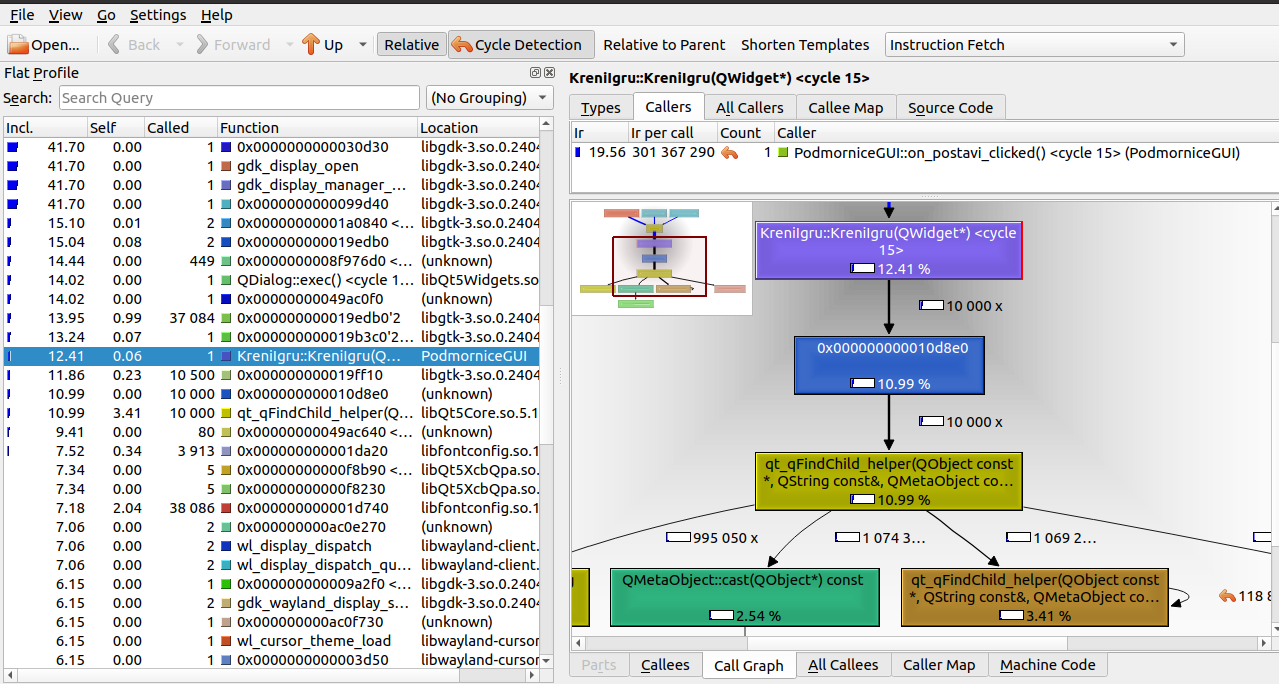 File View Go Settings Help
Open... Back Forward Up Relative Cycle Detection Relative to Parent Shorten Templates Instruction Fetch
Flat Profile
Search: Search Query (No Grouping)
Incl. Self Called Function Location
41.70 0.00 1 0x0000000000030d30 libgdk-3.so.0.2404
41.70 0.00 1 gdk_display_open libgdk-3.so.0.2404
41.70 0.00 1 gdk_display_manager_... libgdk-3.so.0.2404
41.70 0.00 1 0x0000000000099d40 libgdk-3.so.0.2404
15.10 0.01 2 0x00000000001a0840 <... libgtk-3.so.0.2404
15.04 0.08 2 0x000000000019edb0 libgtk-3.so.0.2404
14.44 0.00 449 0x00000000008f976d0 <... (unknown)
14.02 0.00 1 QDialog::exec() <cycle 1... libQt5Widgets.so
14.02 0.00 1 0x00000000049ac0f0 (unknown)
13.95 0.99 37 084 0x000000000019edb0'2 libgtk-3.so.0.2404
13.24 0.07 1 0x000000000019b3c0'2... libgtk-3.so.0.2404
12.41 0.06 1 KreniIgru::KreniIgru(Q... PodmorniceGUI
11.86 0.23 10 500 0x000000000019ff10 libgtk-3.so.0.2404
10.99 0.00 10 000 0x000000000010d8e0 (unknown)
10.99 3.41 10 000 qt_qFindChild_helper(Q... libQt5Core.so.5.1
9.41 0.00 80 0x00000000049ac640 <... (unknown)
7.52 0.34 3 913 0x000000000001da20 libfontconfig.so.1
7.34 0.00 5 0x00000000000f8b90 <... libQt5XcbQpa.so
7.34 0.00 5 0x00000000000f8230 libQt5XcbQpa.so
7.18 2.04 38 086 0x000000000001d740 libfontconfig.so.1
7.06 0.00 2 0x000000000ac0e270 (unknown)
7.06 0.00 2 wl_display_dispatch libwayland-client.
7.06 0.00 2 wl_display_dispatch_qu... libwayland-client.
6.15 0.00 2 0x000000000009a2f0 <... libgdk-3.so.0.2404
6.15 0.00 2 gdk_wayland_display_s... libgdk-3.so.0.2404
6.15 0.00 2 0x000000000ac0f730 (unknown)
6.15 0.00 1 wl_cursor_theme_load libwayland-cursor
6.15 0.00 2 0x0000000000003d50 libwayland-cursor
KreniIgru::KreniIgru(QWidget*) <cycle 15>
Types Callers All Callers Callee Map Source Code
Ir Ir per call Count Caller
19.56 301 367 290 1 PodmorniceGUI::on_postavi_clicked() <cycle 15> (PodmorniceGUI)
KreniIgru::KreniIgru(QWidget*) <cycle
15>
12.41 %
10 000 x
0x000000000010d8e0
10.99 %
10 000 x
qt_qFindChild_helper(QObject const
*, QString const&, QMetaObject co...
10.99 %
995 050 x 1 074 3... 1 069 2...
QMetaObject::cast(QObject*) const
2.54 %
qt_qFindChild_helper(QObject const
*, QString const&, QMetaObject co...
3.41 %
118 8
Parts Callees Call Graph All Callees Caller Map Machine Code